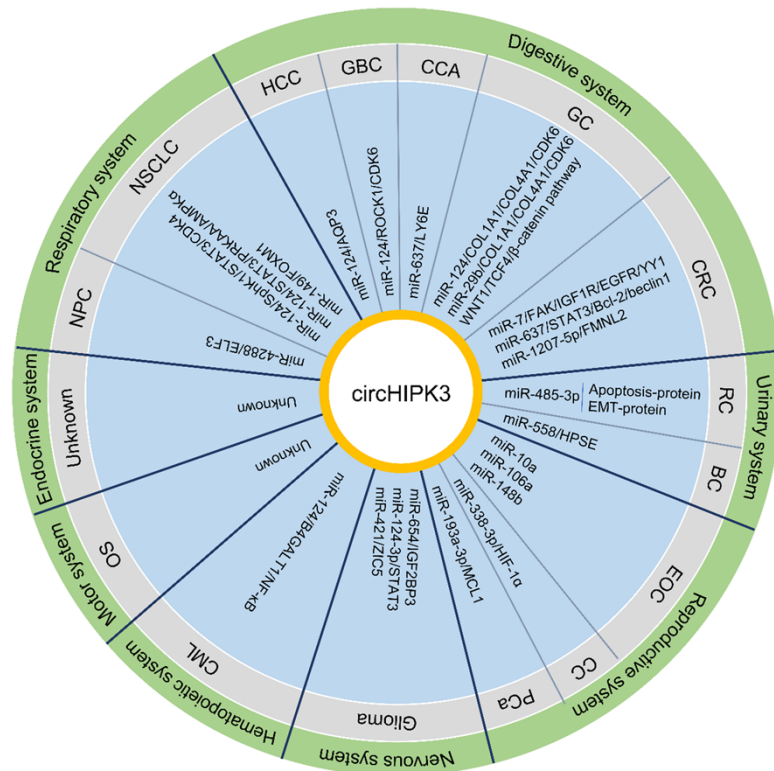 circHIPK3
Digestive system
HCC
miR-124/AQP3
GBC
miR-124/ROCK1/CDK6
CCA
miR-637/LY6E
GC
miR-124/COL1A1/COL4A1/CDK6
miR-29b/COL1A1/COL4A1/CDK6
WNT1/TCF4/β-catenin pathway
CRC
miR-7/FAK/IGF1R/EGFR/YY1
miR-637/STAT3/Bcl-2/beclin1
miR-1207-5p/FMNL2
Urinary system
RC
miR-485-3p
Apoptosis-protein
EMT-protein
BC
miR-558/HPSE
Reproductive system
EOC
miR-10a
miR-106a
miR-148b
CC
miR-338-3p/HIF-1α
PCa
miR-193a-3p/MCL1
Nervous system
Glioma
miR-654/IGF2BP3
miR-124-3p/STAT3
miR-421/ZIC5
Hematopoietic system
CML
miR-124/B4GALT1/NF-κB
Motor system
OS
Unknown
Endocrine system
Unknown
Unknown
Respiratory system
NPC
miR-4288/ELF3
NSCLC
miR-124/SphK1/STAT3/CDK4
miR-124/STAT3/PRKAA/AMPKα
miR-149/FOXM1